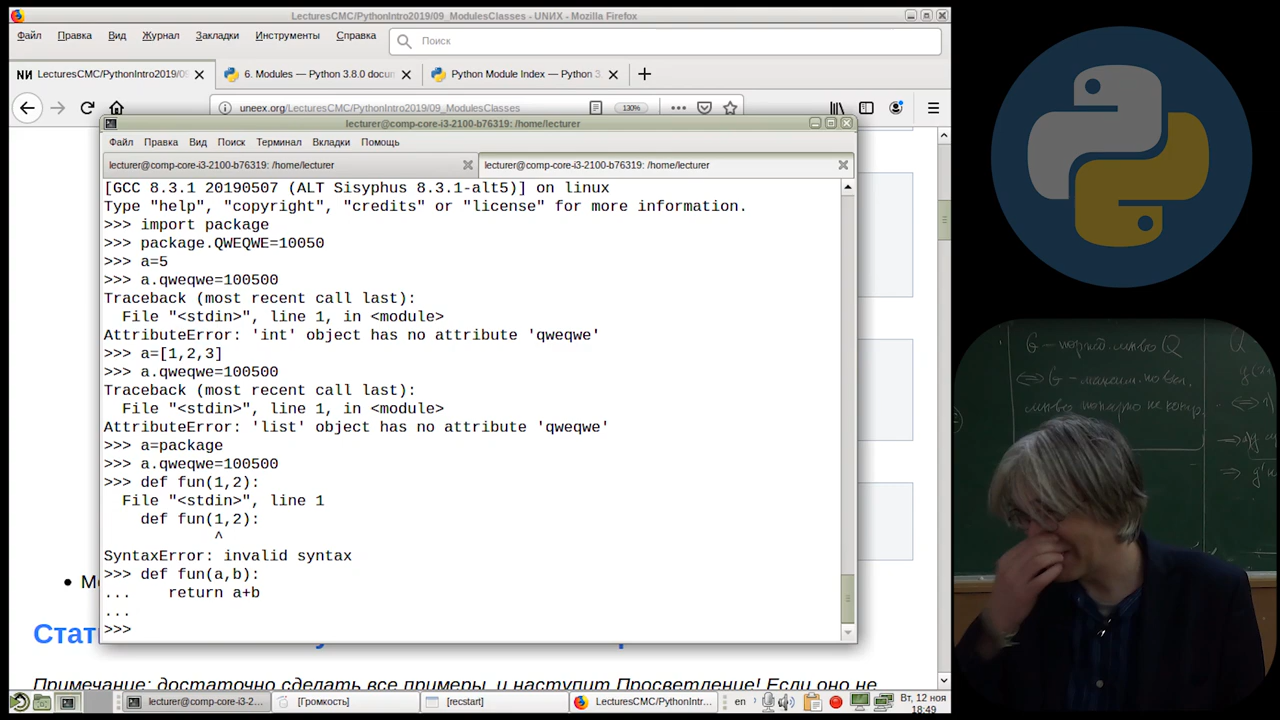 LecturesCMC/PythonIntro2019/09_ModulesClasses - UNИX - Mozilla Firefox
Файл Правка Вид Журнал Закладки Инструменты Справка
Поиск
NИ LecturesCMC/PythonIntro2019/0
6. Modules — Python 3.8.0 docu
Python Module Index — Python 3.
uneex.org/LecturesCMC/PythonIntro2019/09_ModulesClasses
130%
lecturer@comp-core-i3-2100-b76319: /home/lecturer
Файл Правка Вид Поиск Терминал Вкладки Помощь
lecturer@comp-core-i3-2100-b76319: /home/lecturer
lecturer@comp-core-i3-2100-b76319: /home/lecturer
[GCC 8.3.1 20190507 (ALT Sisyphus 8.3.1-alt5)] on linux
Type "help", "copyright", "credits" or "license" for more information.
>>> import package
>>> package.QWEQWE=10050
>>> a=5
>>> a.qweqwe=100500
Traceback (most recent call last):
  File "<stdin>", line 1, in <module>
AttributeError: 'int' object has no attribute 'qweqwe'
>>> a=[1,2,3]
>>> a.qweqwe=100500
Traceback (most recent call last):
  File "<stdin>", line 1, in <module>
AttributeError: 'list' object has no attribute 'qweqwe'
>>> a=package
>>> a.qweqwe=100500
>>> def fun(1,2):
  File "<stdin>", line 1
    def fun(1,2):
            ^
SyntaxError: invalid syntax
>>> def fun(a,b):
...    return a+b
...
>>>
Примечание: достаточно сделать все примеры, и наступит Просветление! Если оно не
lecturer@comp-core-i3-2...
[Громкость]
[recstart]
LecturesCMC/PythonIntr...
en
Вт, 12 ноя
18:49